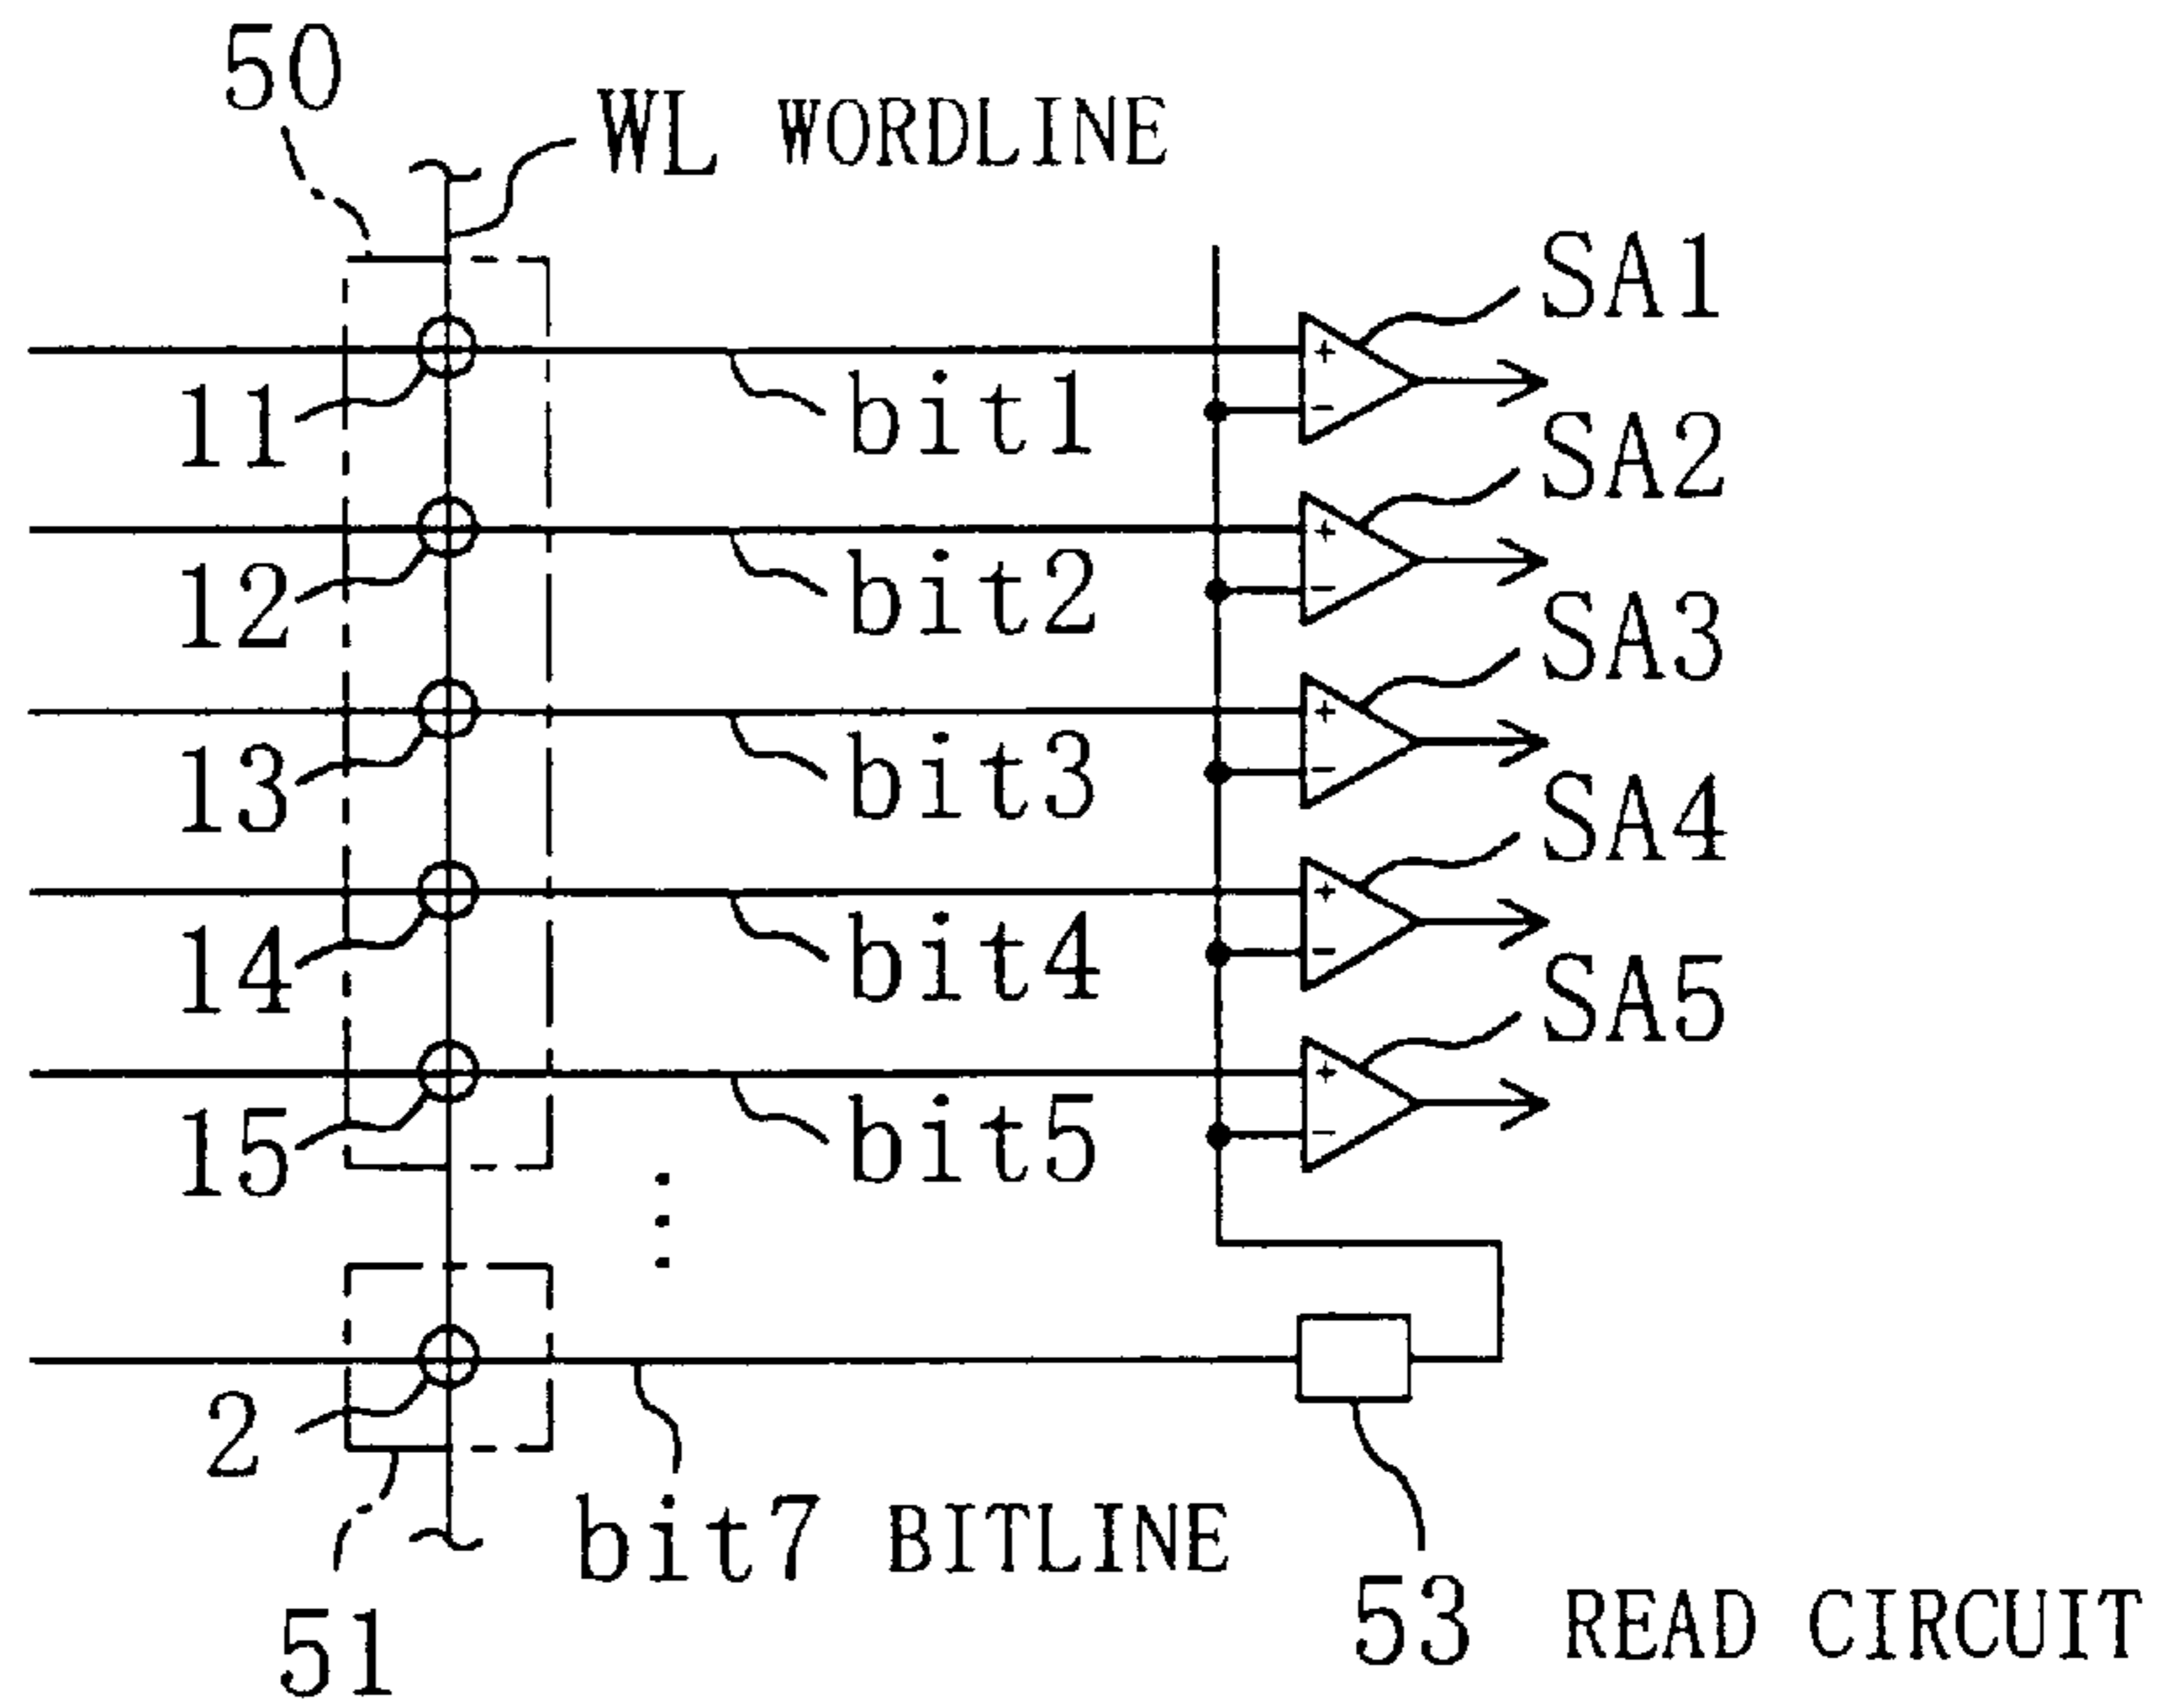 50
WL WORDLINE
SA1
+
−
11
bit1
SA2
+
−
12
bit2
SA3
+
−
13
bit3
SA4
+
−
14
bit4
SA5
+
−
15
bit5
2
bit7 BITLINE
51
53 READ CIRCUIT